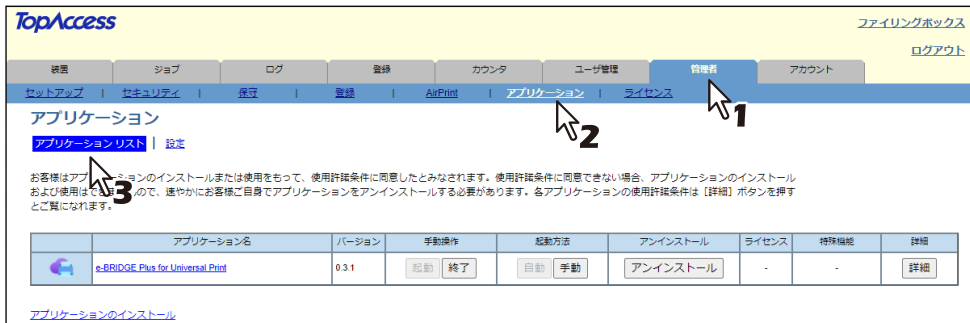 TopAccess
ファイリングボックス
ログアウト
装置 ジョブ ログ 登録 カウンタ ユーザ管理 管理者 アカウント
セットアップ | セキュリティ | 保守 | 登録 | AirPrint | アプリケーション | ライセンス
1
2
アプリケーション
アプリケーションリスト | 設定
3
お客様はアプ ーションのインストールまたは使用をもって、使用許諾条件に同意したとみなされます。使用許諾条件に同意できない場合、アプリケーションのインストール
および使用はできま んので、速やかにお客様ご自身でアプリケーションをアンインストールする必要があります。各アプリケーションの使用許諾条件は [詳細] ボタンを押す
とご覧になれます。
アプリケーション名 バージョン 手動操作 起動方法 アンインストール ライセンス 特殊機能 詳細
e-BRIDGE Plus for Universal Print 0.3.1 起動 終了 自動 手動 アンインストール - - 詳細
アプリケーションのインストール